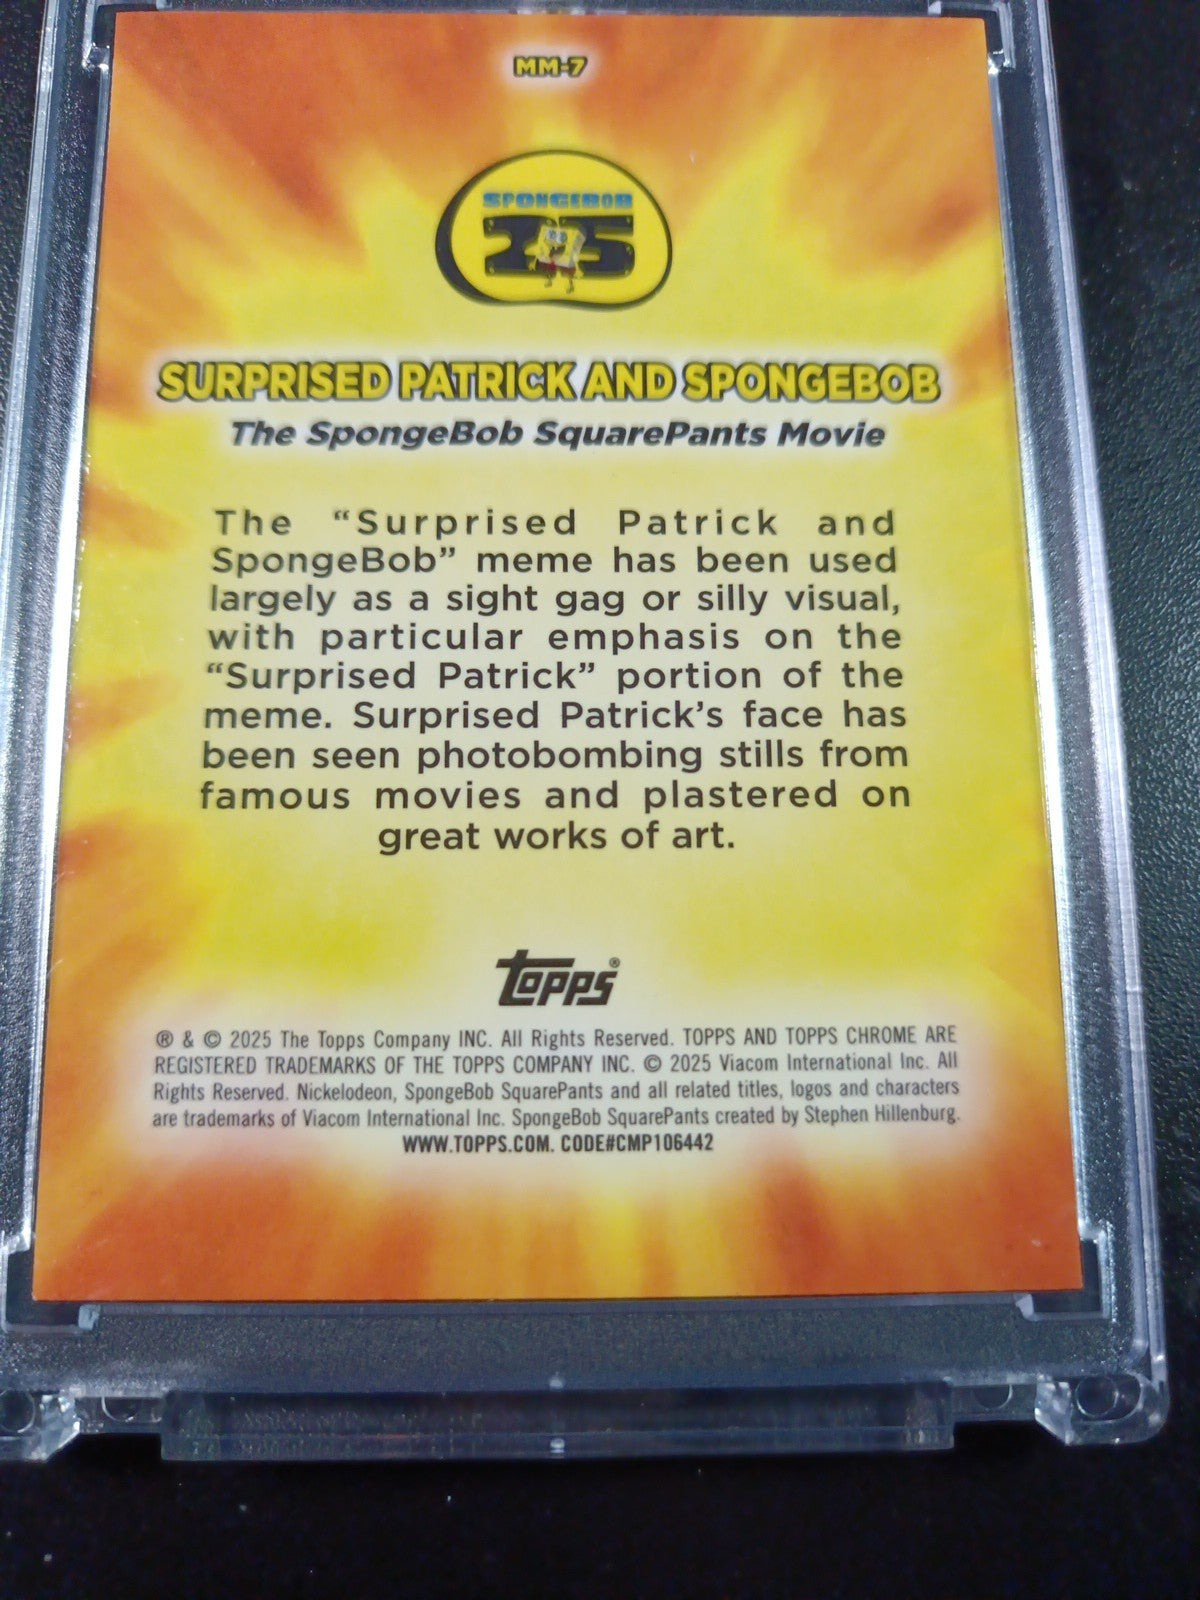 MM-7
SPONGEBOB
25
SURPRISED PATRICK AND SPONGEBOB
The SpongeBob SquarePants Movie
The “Surprised Patrick and
SpongeBob” meme has been used
largely as a sight gag or silly visual,
with particular emphasis on the
“Surprised Patrick” portion of the
meme. Surprised Patrick’s face has
been seen photobombing stills from
famous movies and plastered on
great works of art.
Topps®
® & © 2025 The Topps Company INC. All Rights Reserved. TOPPS AND TOPPS CHROME ARE
REGISTERED TRADEMARKS OF THE TOPPS COMPANY INC. © 2025 Viacom International Inc. All
Rights Reserved. Nickelodeon, SpongeBob SquarePants and all related titles, logos and characters
are trademarks of Viacom International Inc. SpongeBob SquarePants created by Stephen Hillenburg.
WWW.TOPPS.COM. CODE#CMP106442